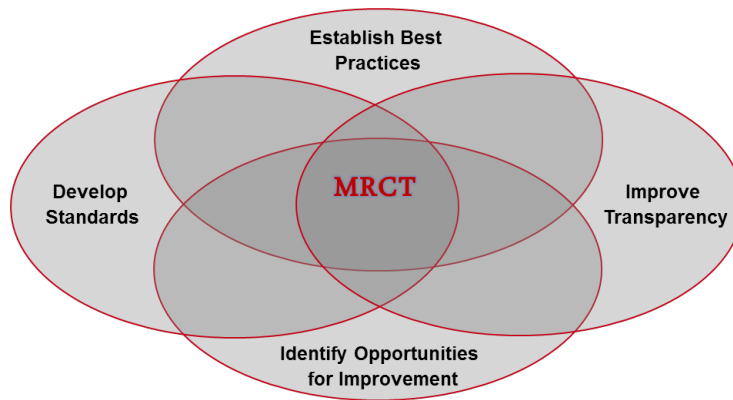 Establish Best
Practices
MRCT
Develop
Standards
Improve
Transparency
Identify Opportunities
for Improvement